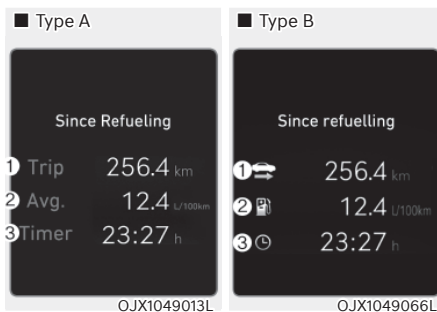 ■ Type A
Since Refueling
① Trip 256.4 km
② Avg. 12.4 L/100km
③ Timer 23:27 h
OJX1049013L
■ Type B
Since refuelling
① 256.4 km
② 12.4 L/100km
③ 23:27 h
OJX1049066L